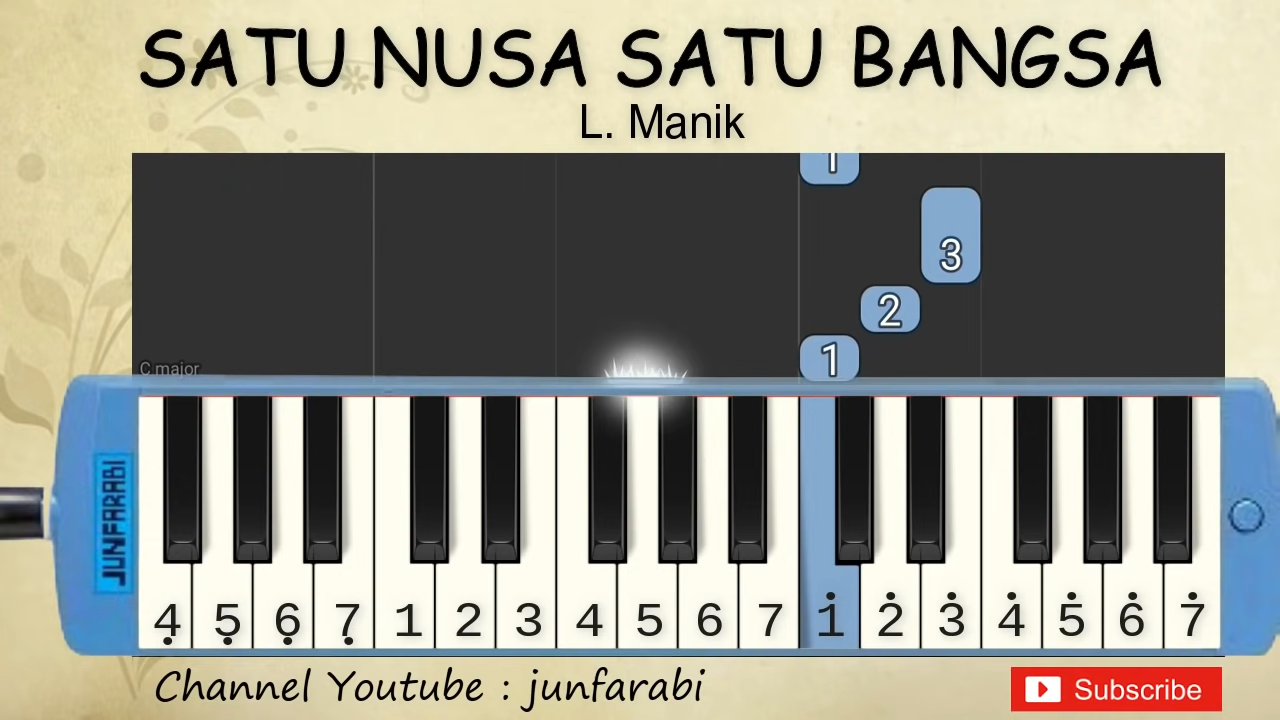 SATU NUSA SATU BANGSA
L. Manik
1
3
2
1
C major
JUNFARABI
4̣ 5̣ 6̣ 7̣ 1 2 3 4 5 6 7 1̇ 2̇ 3̇ 4̇ 5̇ 6̇ 7̇
Channel Youtube : junfarabi
Subscribe